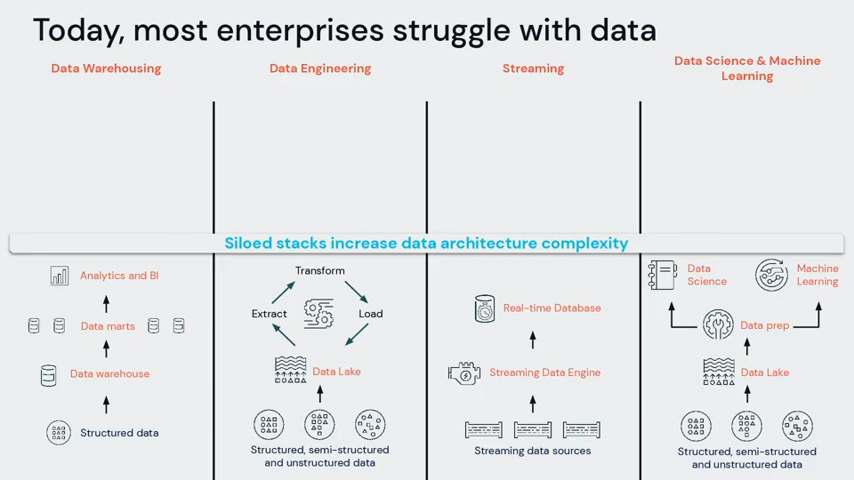 Today, most enterprises struggle with data
Data Warehousing
Data Engineering
Streaming
Data Science & Machine
Learning
Siloed stacks increase data architecture complexity
Analytics and BI
Data marts
Data warehouse
Structured data
Transform
Extract
Load
Data Lake
Structured, semi-structured
and unstructured data
Real-time Database
Streaming Data Engine
Streaming data sources
Data
Science
Machine
Learning
Data prep
Data Lake
Structured, semi-structured
and unstructured data